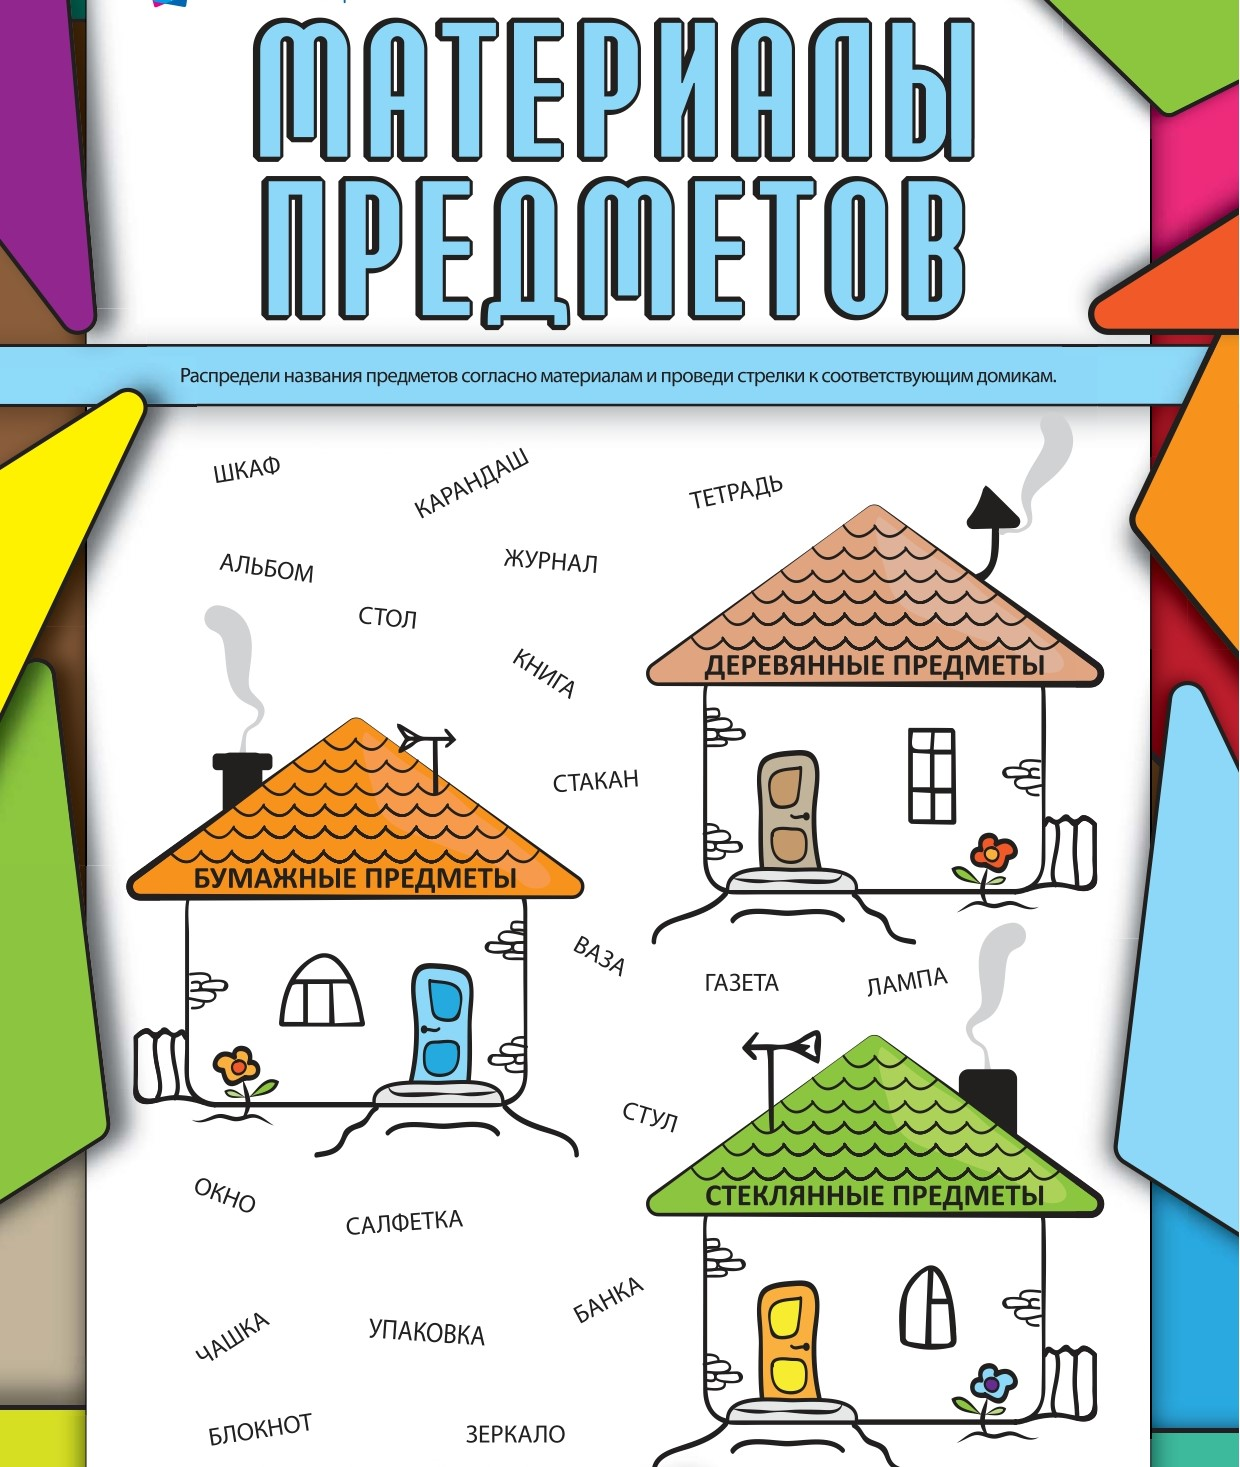 МАТЕРИАЛЫ
ПРЕДМЕТОВ
Распредели названия предметов согласно материалам и проведи стрелки к соответствующим домикам.
ШКАФ
КАРАНДАШ
ТЕТРАДЬ
АЛЬБОМ
ЖУРНАЛ
СТОЛ
КНИГА
ДЕРЕВЯННЫЕ ПРЕДМЕТЫ
СТАКАН
БУМАЖНЫЕ ПРЕДМЕТЫ
ВАЗА
ГАЗЕТА
ЛАМПА
СТУЛ
ОКНО
СТЕКЛЯННЫЕ ПРЕДМЕТЫ
САЛФЕТКА
БАНКА
ЧАШКА
УПАКОВКА
БЛОКНОТ
ЗЕРКАЛО